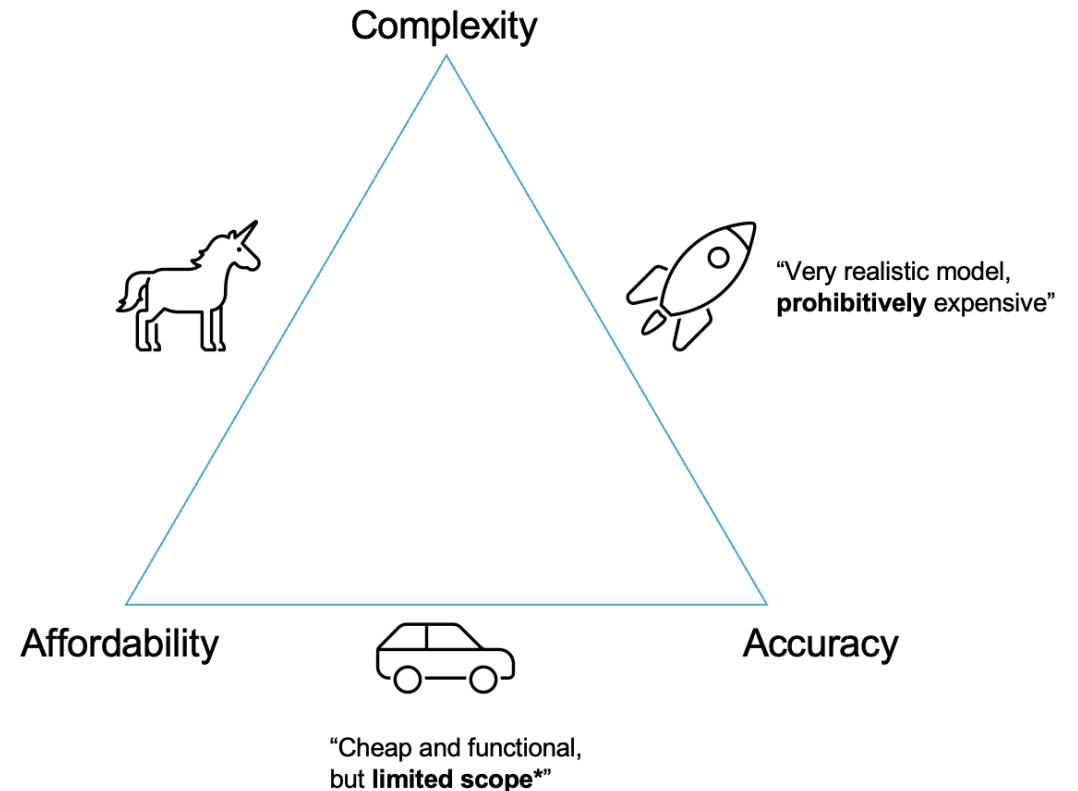 Complexity
“Very realistic model,
prohibitively expensive”
Affordability
Accuracy
“Cheap and functional,
but limited scope*”